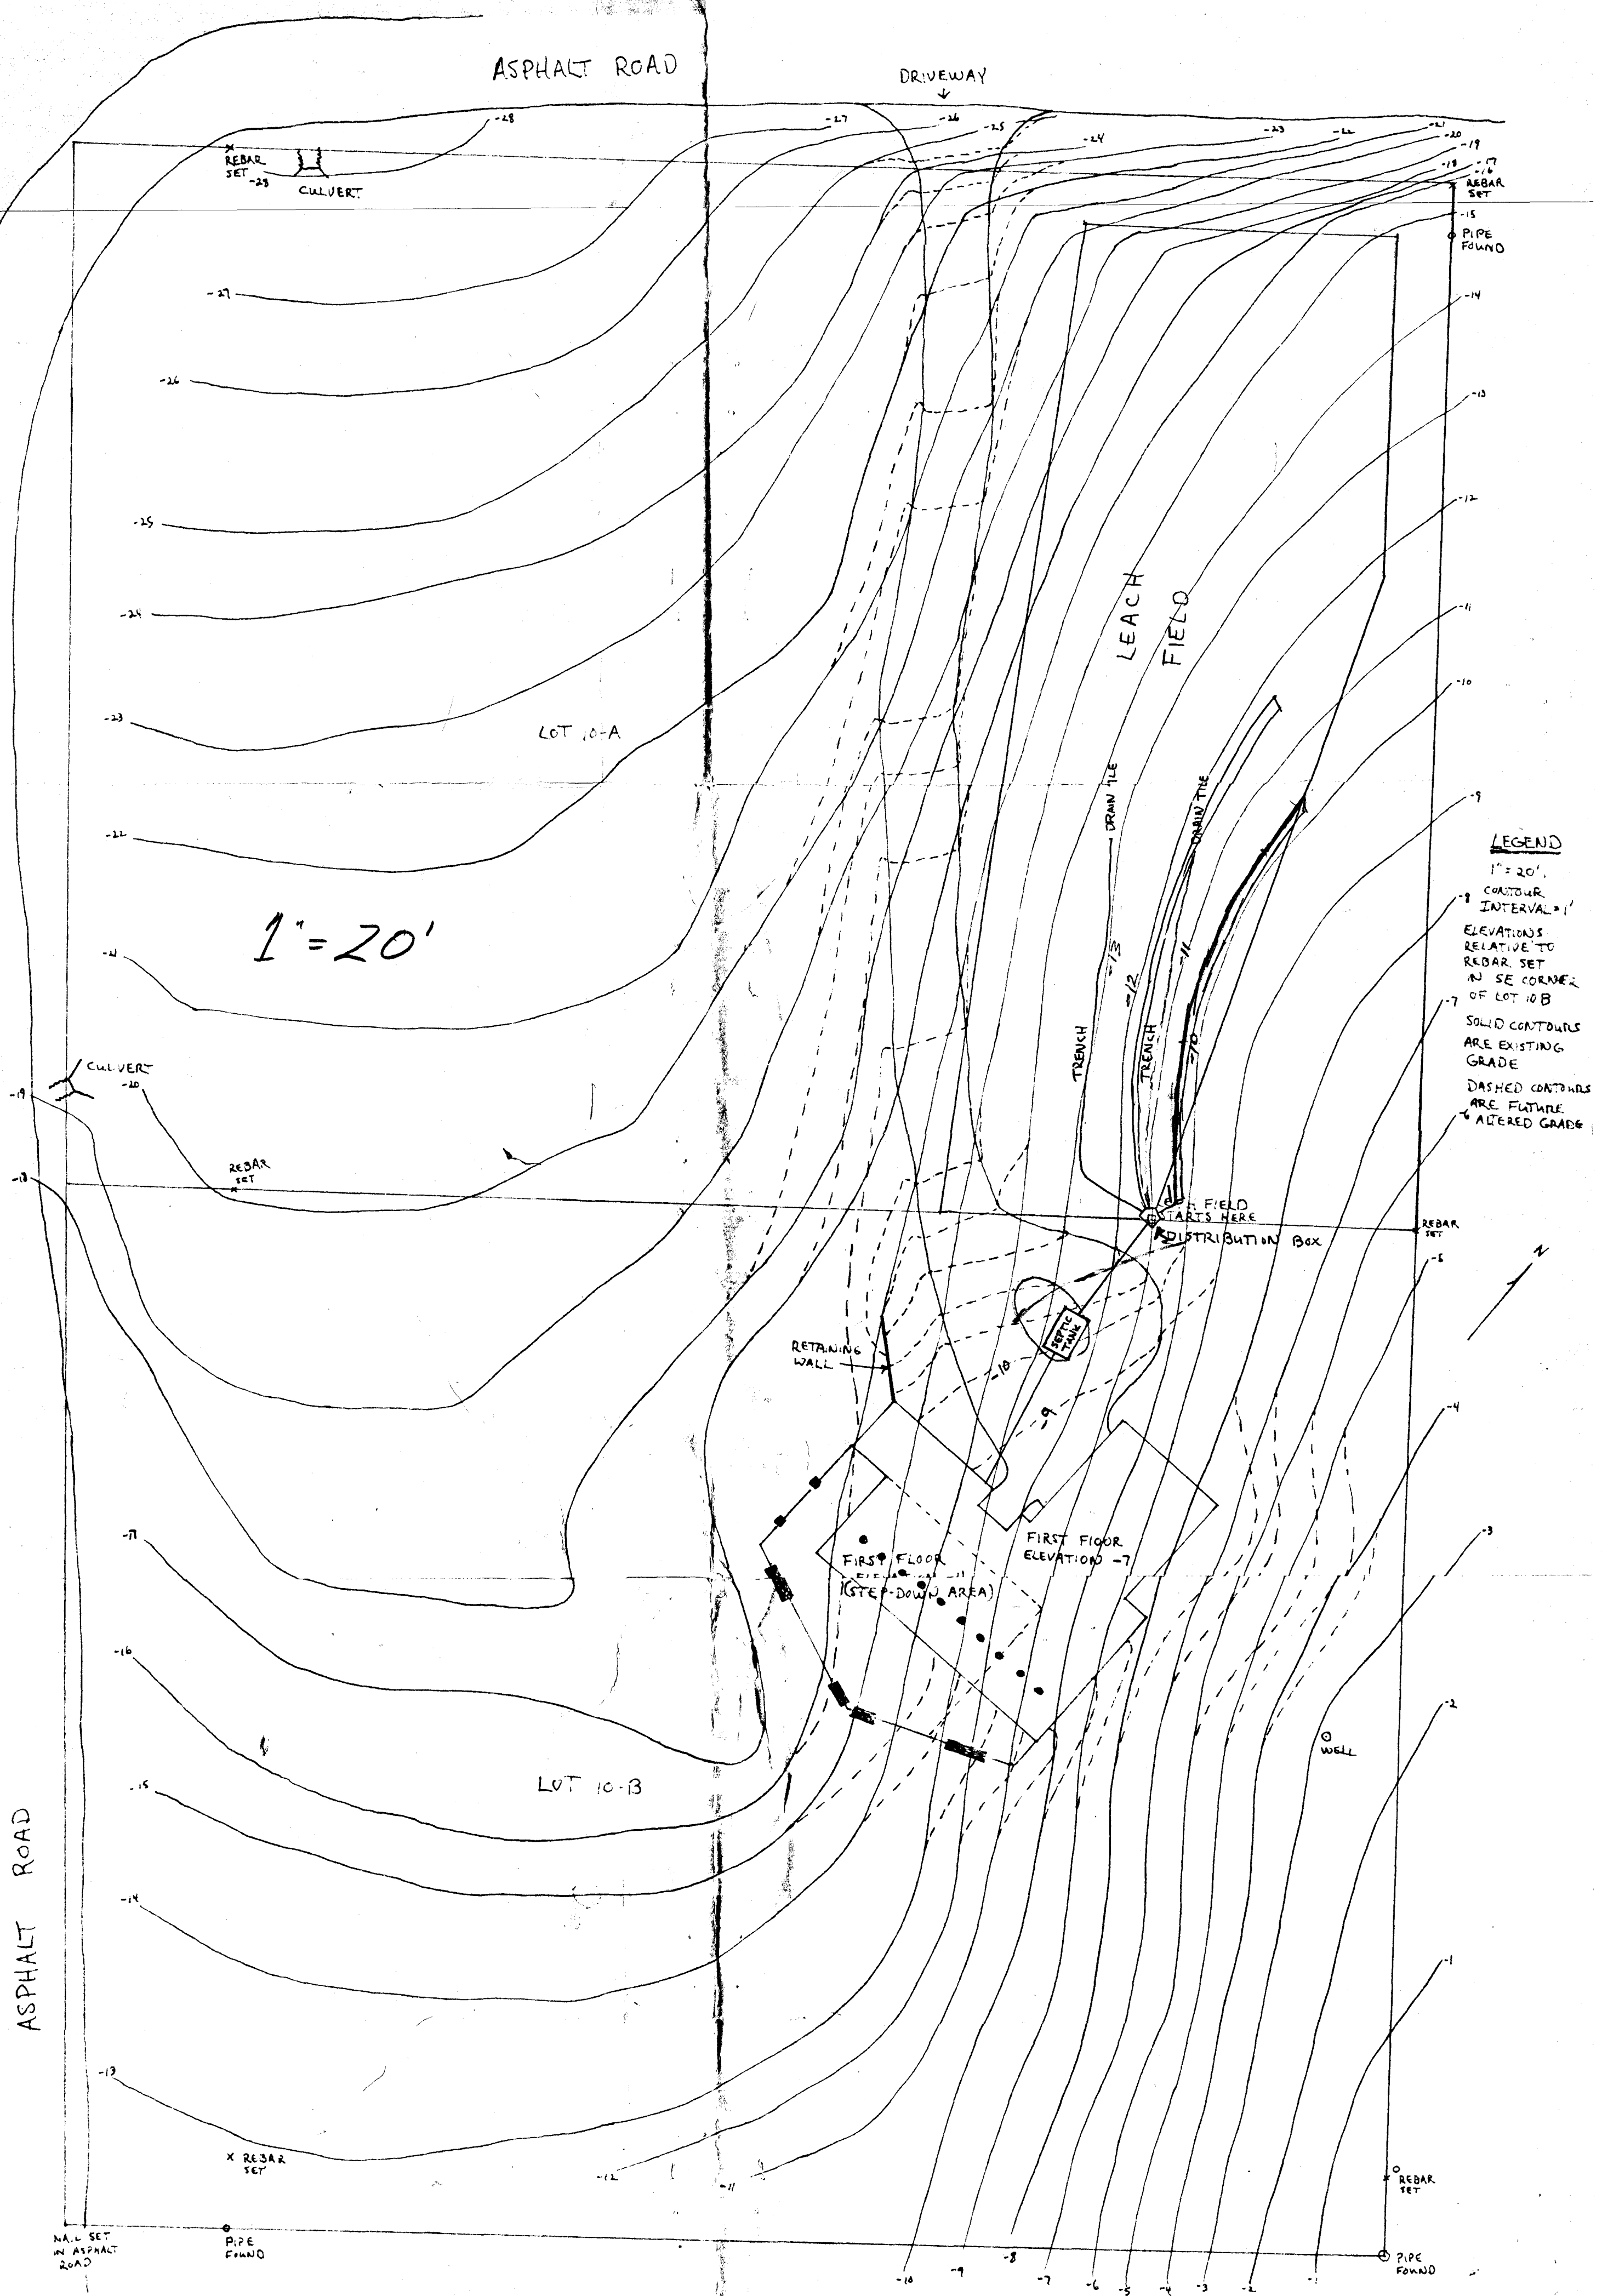 ASPHALT ROAD
DRIVEWAY
-28
-27
-26
-25
-24
-23
-22
-21
-20
-19
-18
-17
-16
REBAR
SET
-28
CULVERT
REBAR
SET
-15
PIPE
FOUND
-27
-14
-26
-13
-25
-12
-24
LEACH
FIELD
-11
-10
-23
LOT 10-A
DRAIN TILE
DRAIN TILE
-9
-22
LEGEND
1"=20'.
CONTOUR
INTERVAL=1'
-8
ELEVATIONS
RELATIVE TO
REBAR SET
IN SE CORNER
OF LOT 10B
-7
SOLID CONTOURS
ARE EXISTING
GRADE
DASHED CONTOURS
ARE FUTURE
ALTERED GRADE
-6
1"=20'
-21
-13
-12
-11
TRENCH
TRENCH
-10
CULVERT
-20
-19
-18
REBAR
SET
FIELD
STARTS HERE
DISTRIBUTION BOX
REBAR
SET
-5
N
SEPTIC
TANK
RETAINING
WALL
-10
-9
-4
-17
-3
FIRST FLOOR
ELEVATION -7
FIRST FLOOR
(STEP-DOWN AREA)
-16
-2
WELL
LOT 10-B
-15
-14
ASPHALT ROAD
-1
-13
X REBAR
SET
-12
-11
REBAR
SET
NAIL SET
IN ASPHALT
ROAD
PIPE
FOUND
-10
-9
-8
-7
-6
-5
-4
-3
-2
-1
PIPE
FOUND